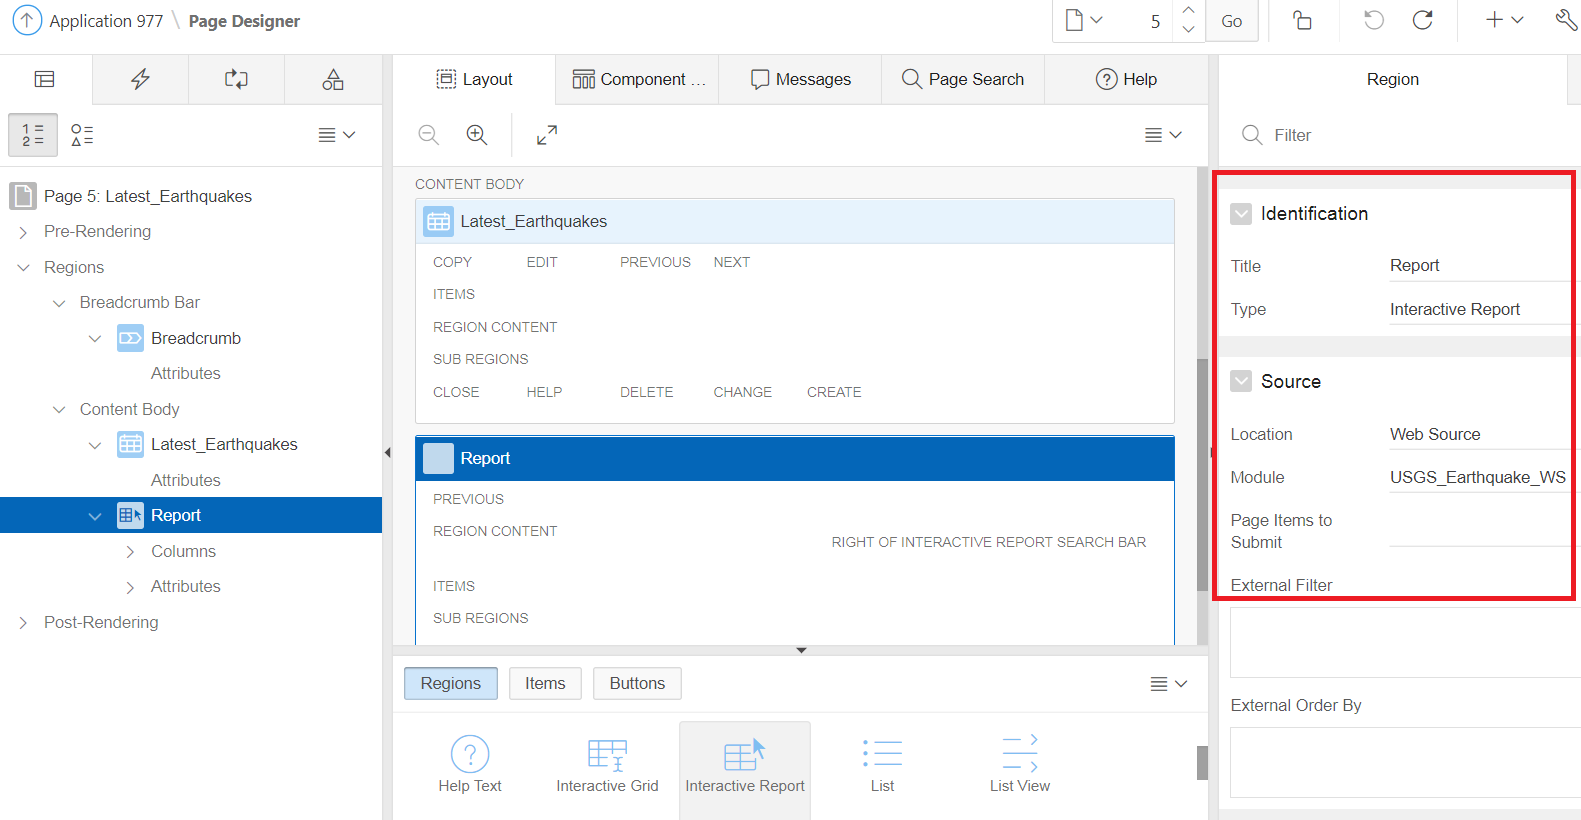 Application 977 \ Page Designer
5
Go
Layout
Component ...
Messages
Page Search
Help
Region
Filter
Page 5: Latest_Earthquakes
Pre-Rendering
Regions
Breadcrumb Bar
Breadcrumb
Attributes
Content Body
Latest_Earthquakes
Attributes
Report
Columns
Attributes
Post-Rendering
CONTENT BODY
Latest_Earthquakes
COPY EDIT PREVIOUS NEXT
ITEMS
REGION CONTENT
SUB REGIONS
CLOSE HELP DELETE CHANGE CREATE
Report
PREVIOUS
REGION CONTENT
RIGHT OF INTERACTIVE REPORT SEARCH BAR
ITEMS
SUB REGIONS
Regions Items Buttons
Help Text
Interactive Grid
Interactive Report
List
List View
Identification
Title Report
Type Interactive Report
Source
Location Web Source
Module USGS_Earthquake_WS
Page Items to
Submit
External Filter
External Order By